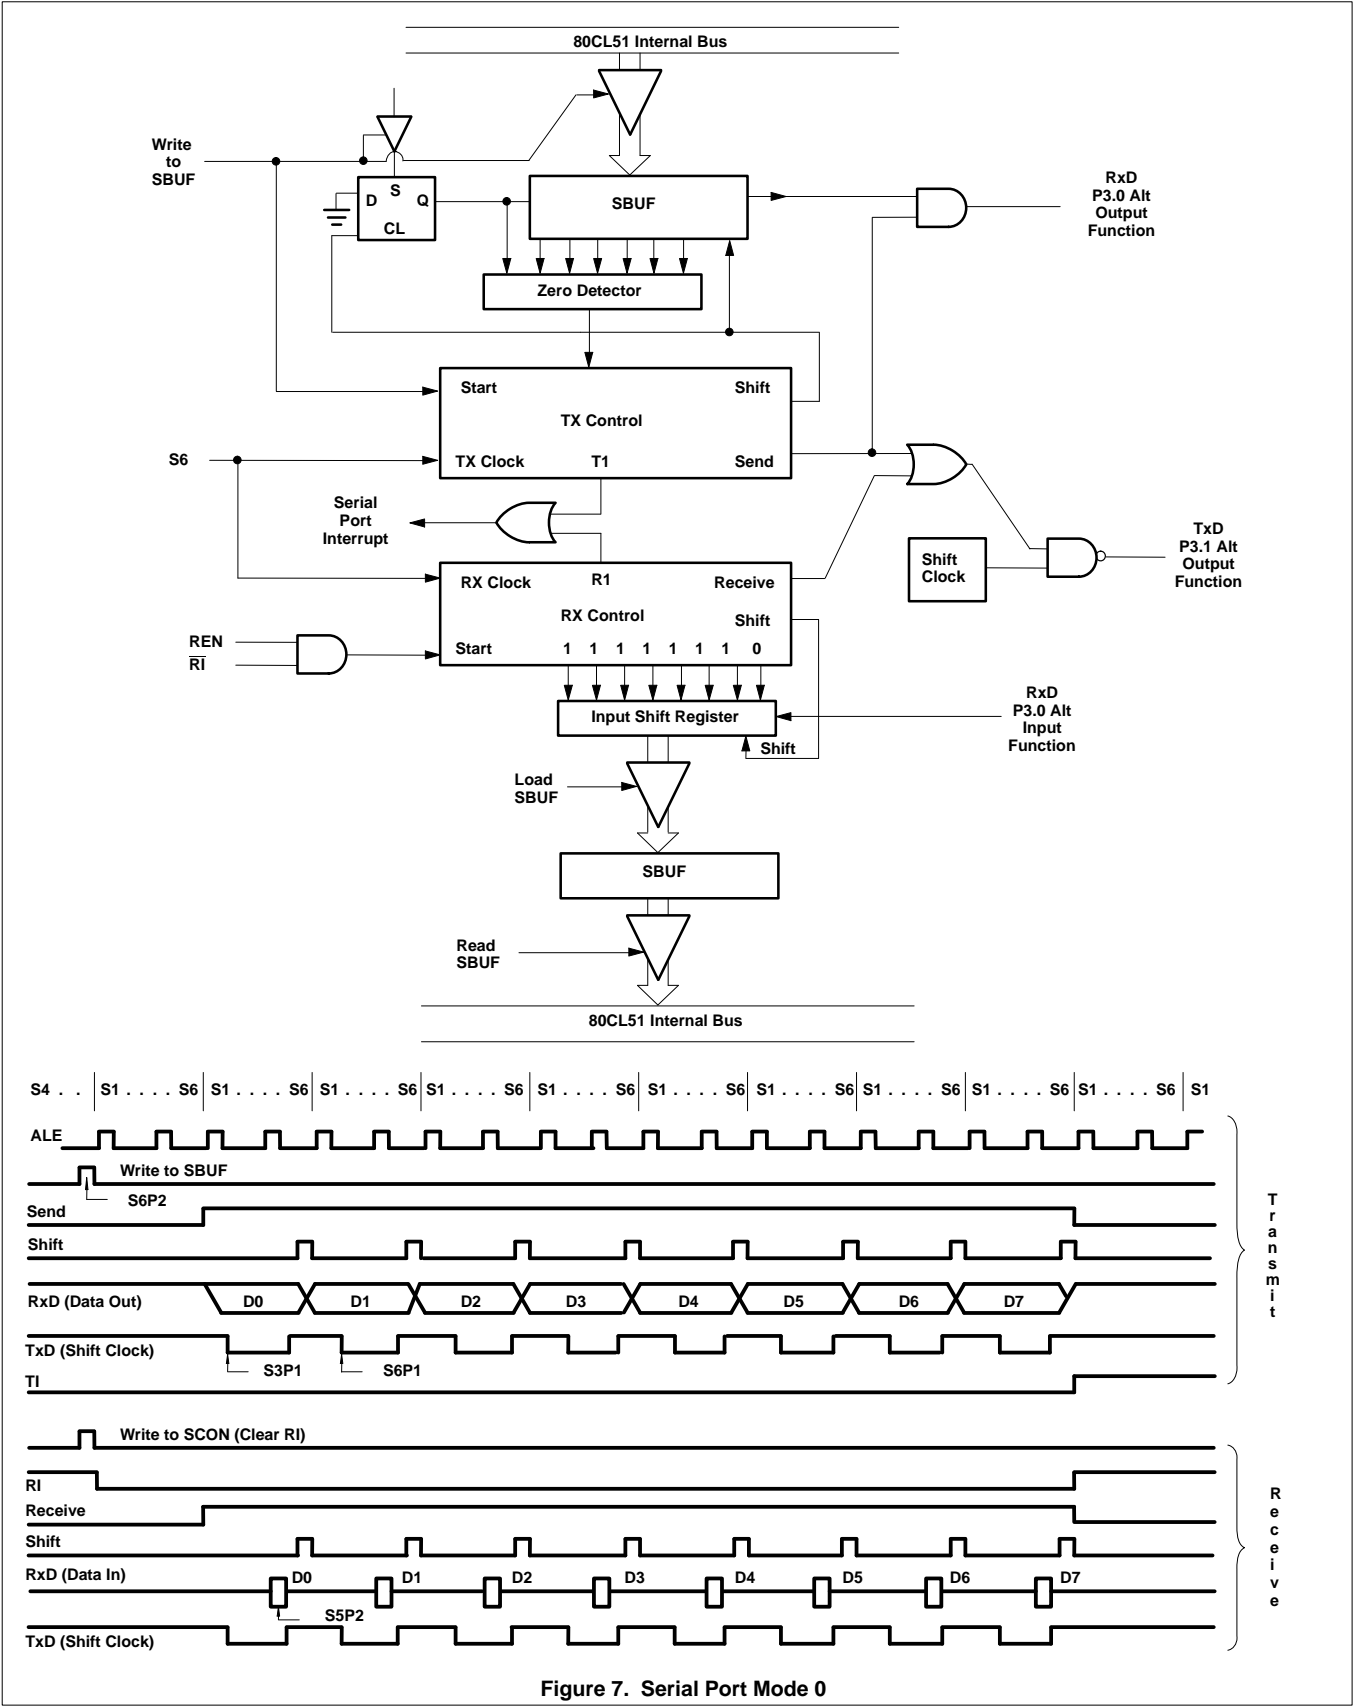 80CL51 Internal Bus
Write
to
SBUF
S
D
Q
CL
SBUF
RxD
P3.0 Alt
Output
Function
Zero Detector
Start
Shift
TX Control
S6
TX Clock
T1
Send
Serial
Port
Interrupt
TxD
P3.1 Alt
Output
Function
Shift
Clock
RX Clock
R1
Receive
RX Control
Shift
REN
R̅I̅
Start
1 1 1 1 1 1 1 0
Input Shift Register
RxD
P3.0 Alt
Input
Function
Shift
Load
SBUF
SBUF
Read
SBUF
80CL51 Internal Bus
S4 . . S1 . . . . S6 S1 . . . . S6 S1 . . . . S6 S1 . . . . S6 S1 . . . . S6 S1 . . . . S6 S1 . . . . S6 S1 . . . . S6 S1 . . . . S6 S1 . . . . S6 S1
ALE
Write to SBUF
S6P2
Send
Shift
RxD (Data Out) D0 D1 D2 D3 D4 D5 D6 D7
TxD (Shift Clock)
S3P1 S6P1
TI
Transmit
Write to SCON (Clear RI)
RI
Receive
Shift
RxD (Data In) D0 D1 D2 D3 D4 D5 D6 D7
S5P2
TxD (Shift Clock)
Receive
Figure 7. Serial Port Mode 0